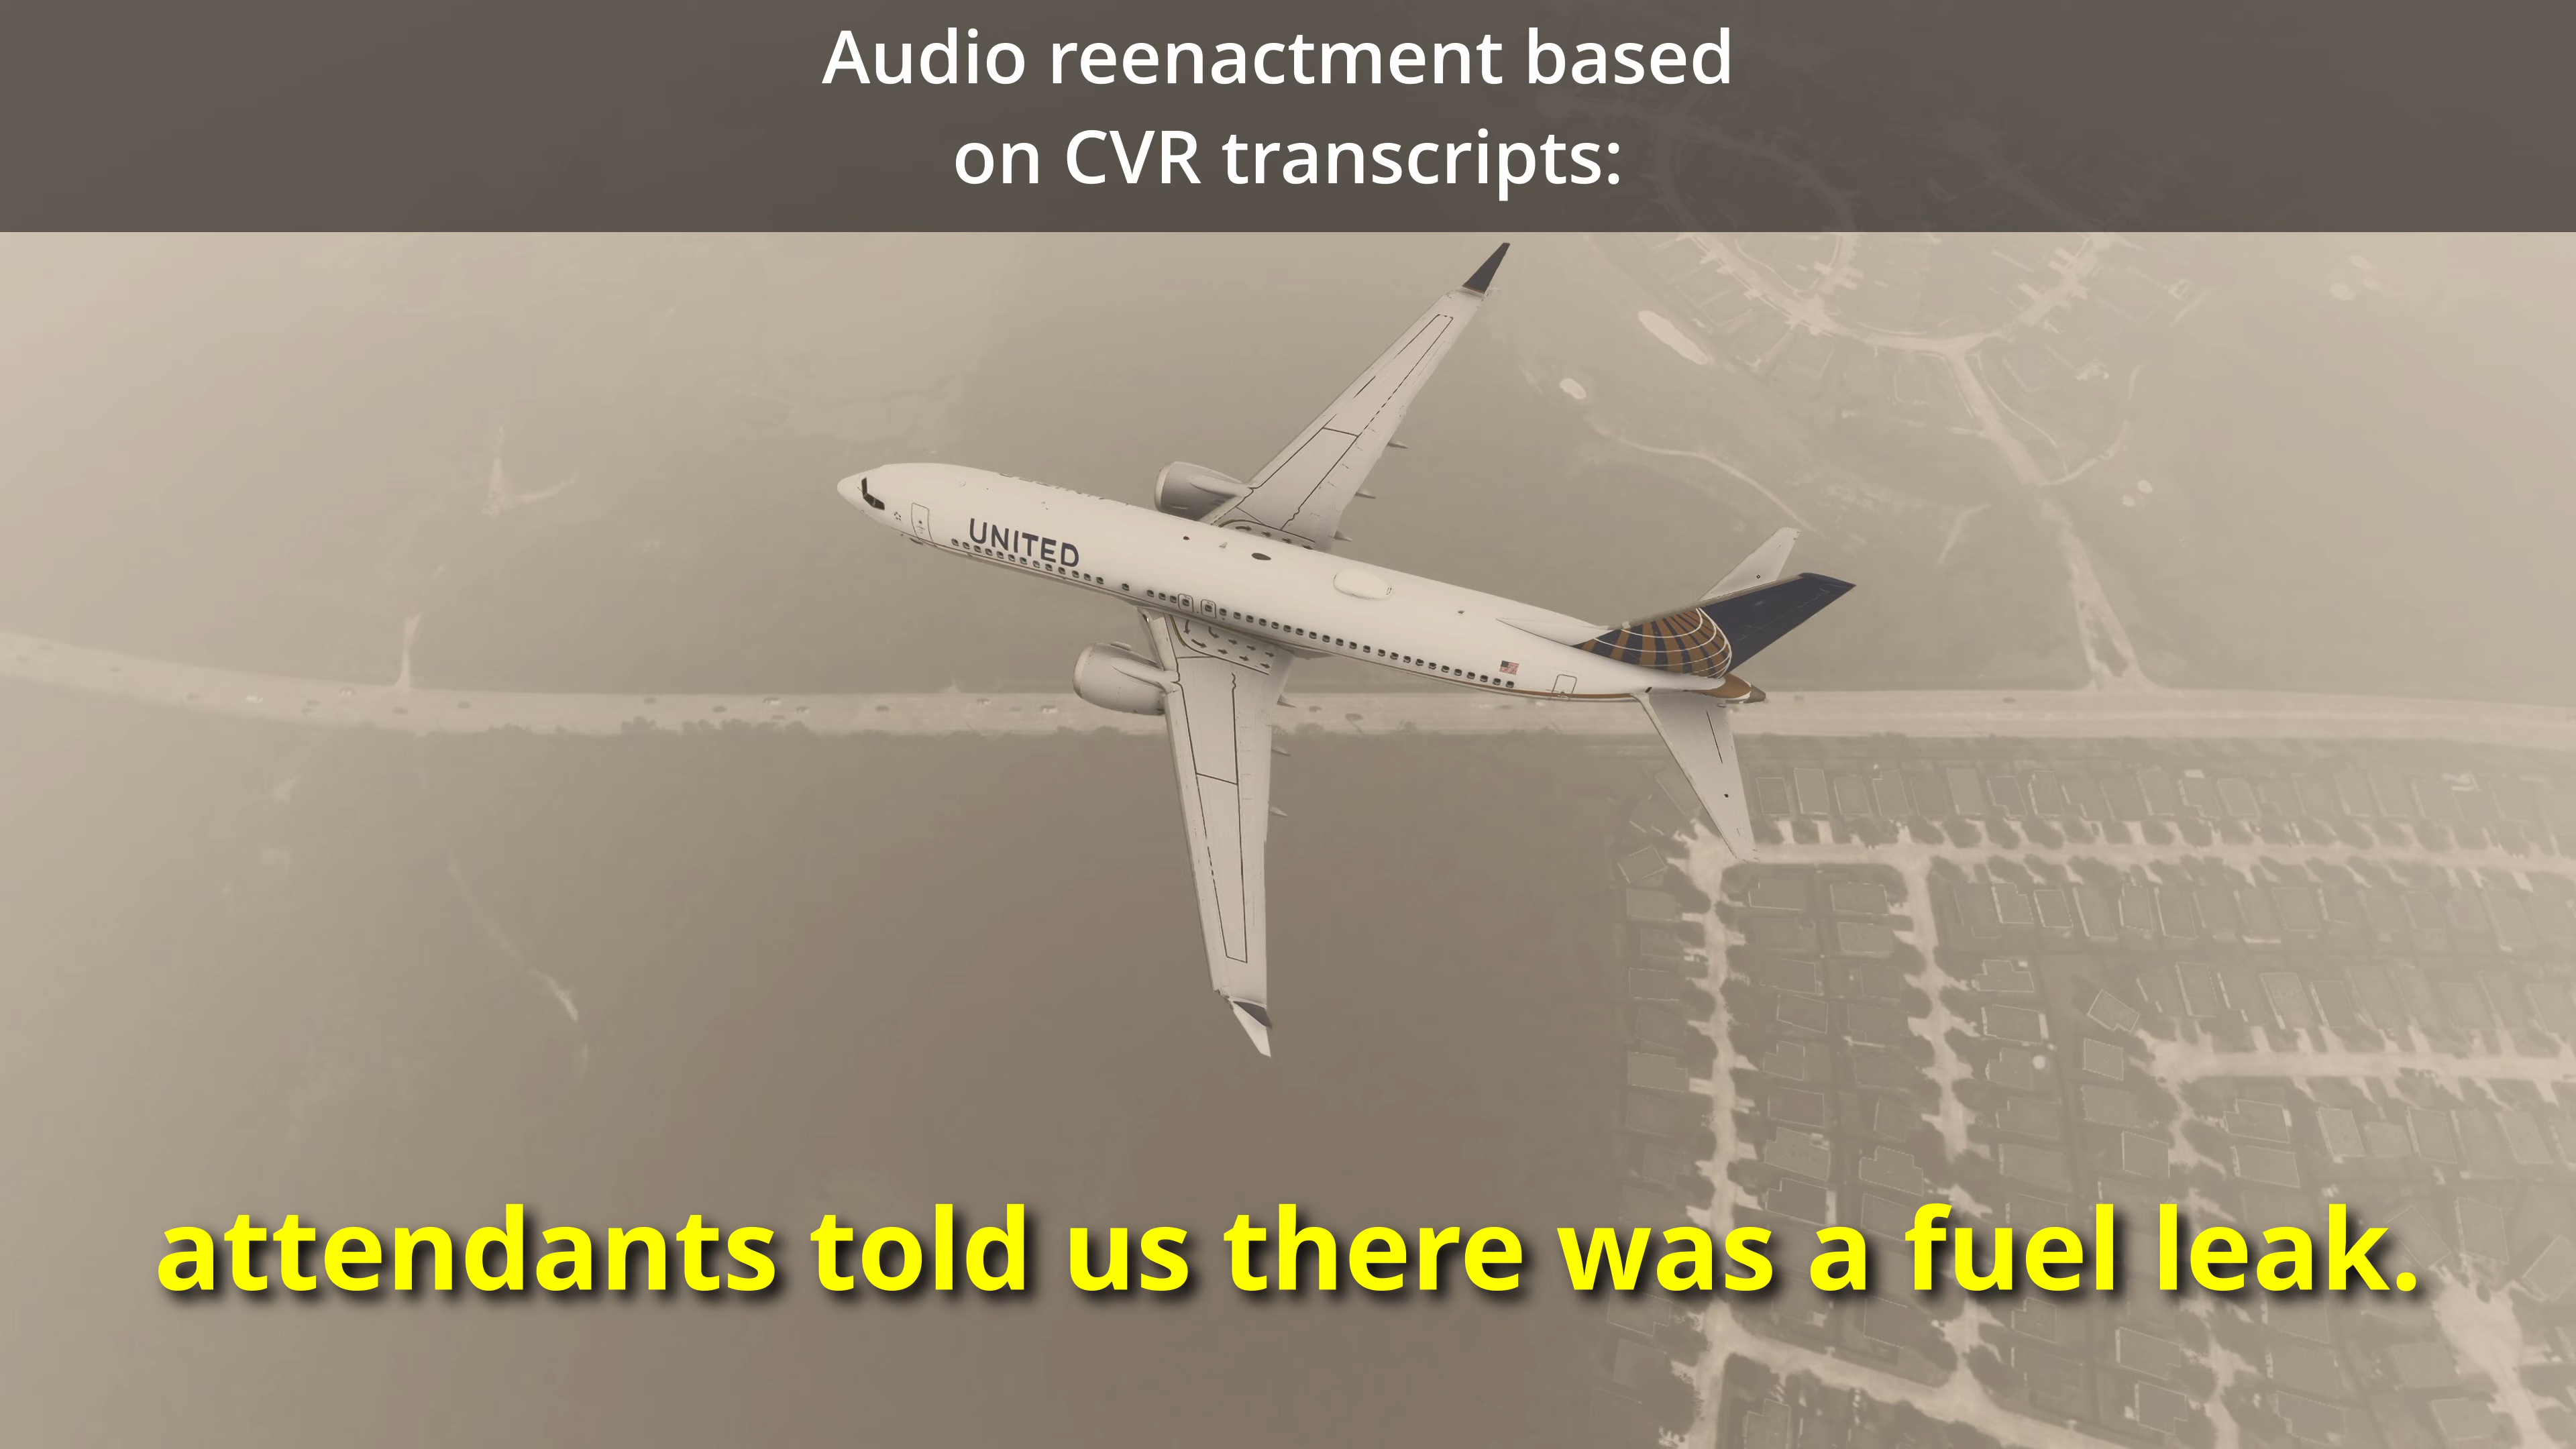 Audio reenactment based
on CVR transcripts:
UNITED
attendants told us there was a fuel leak.